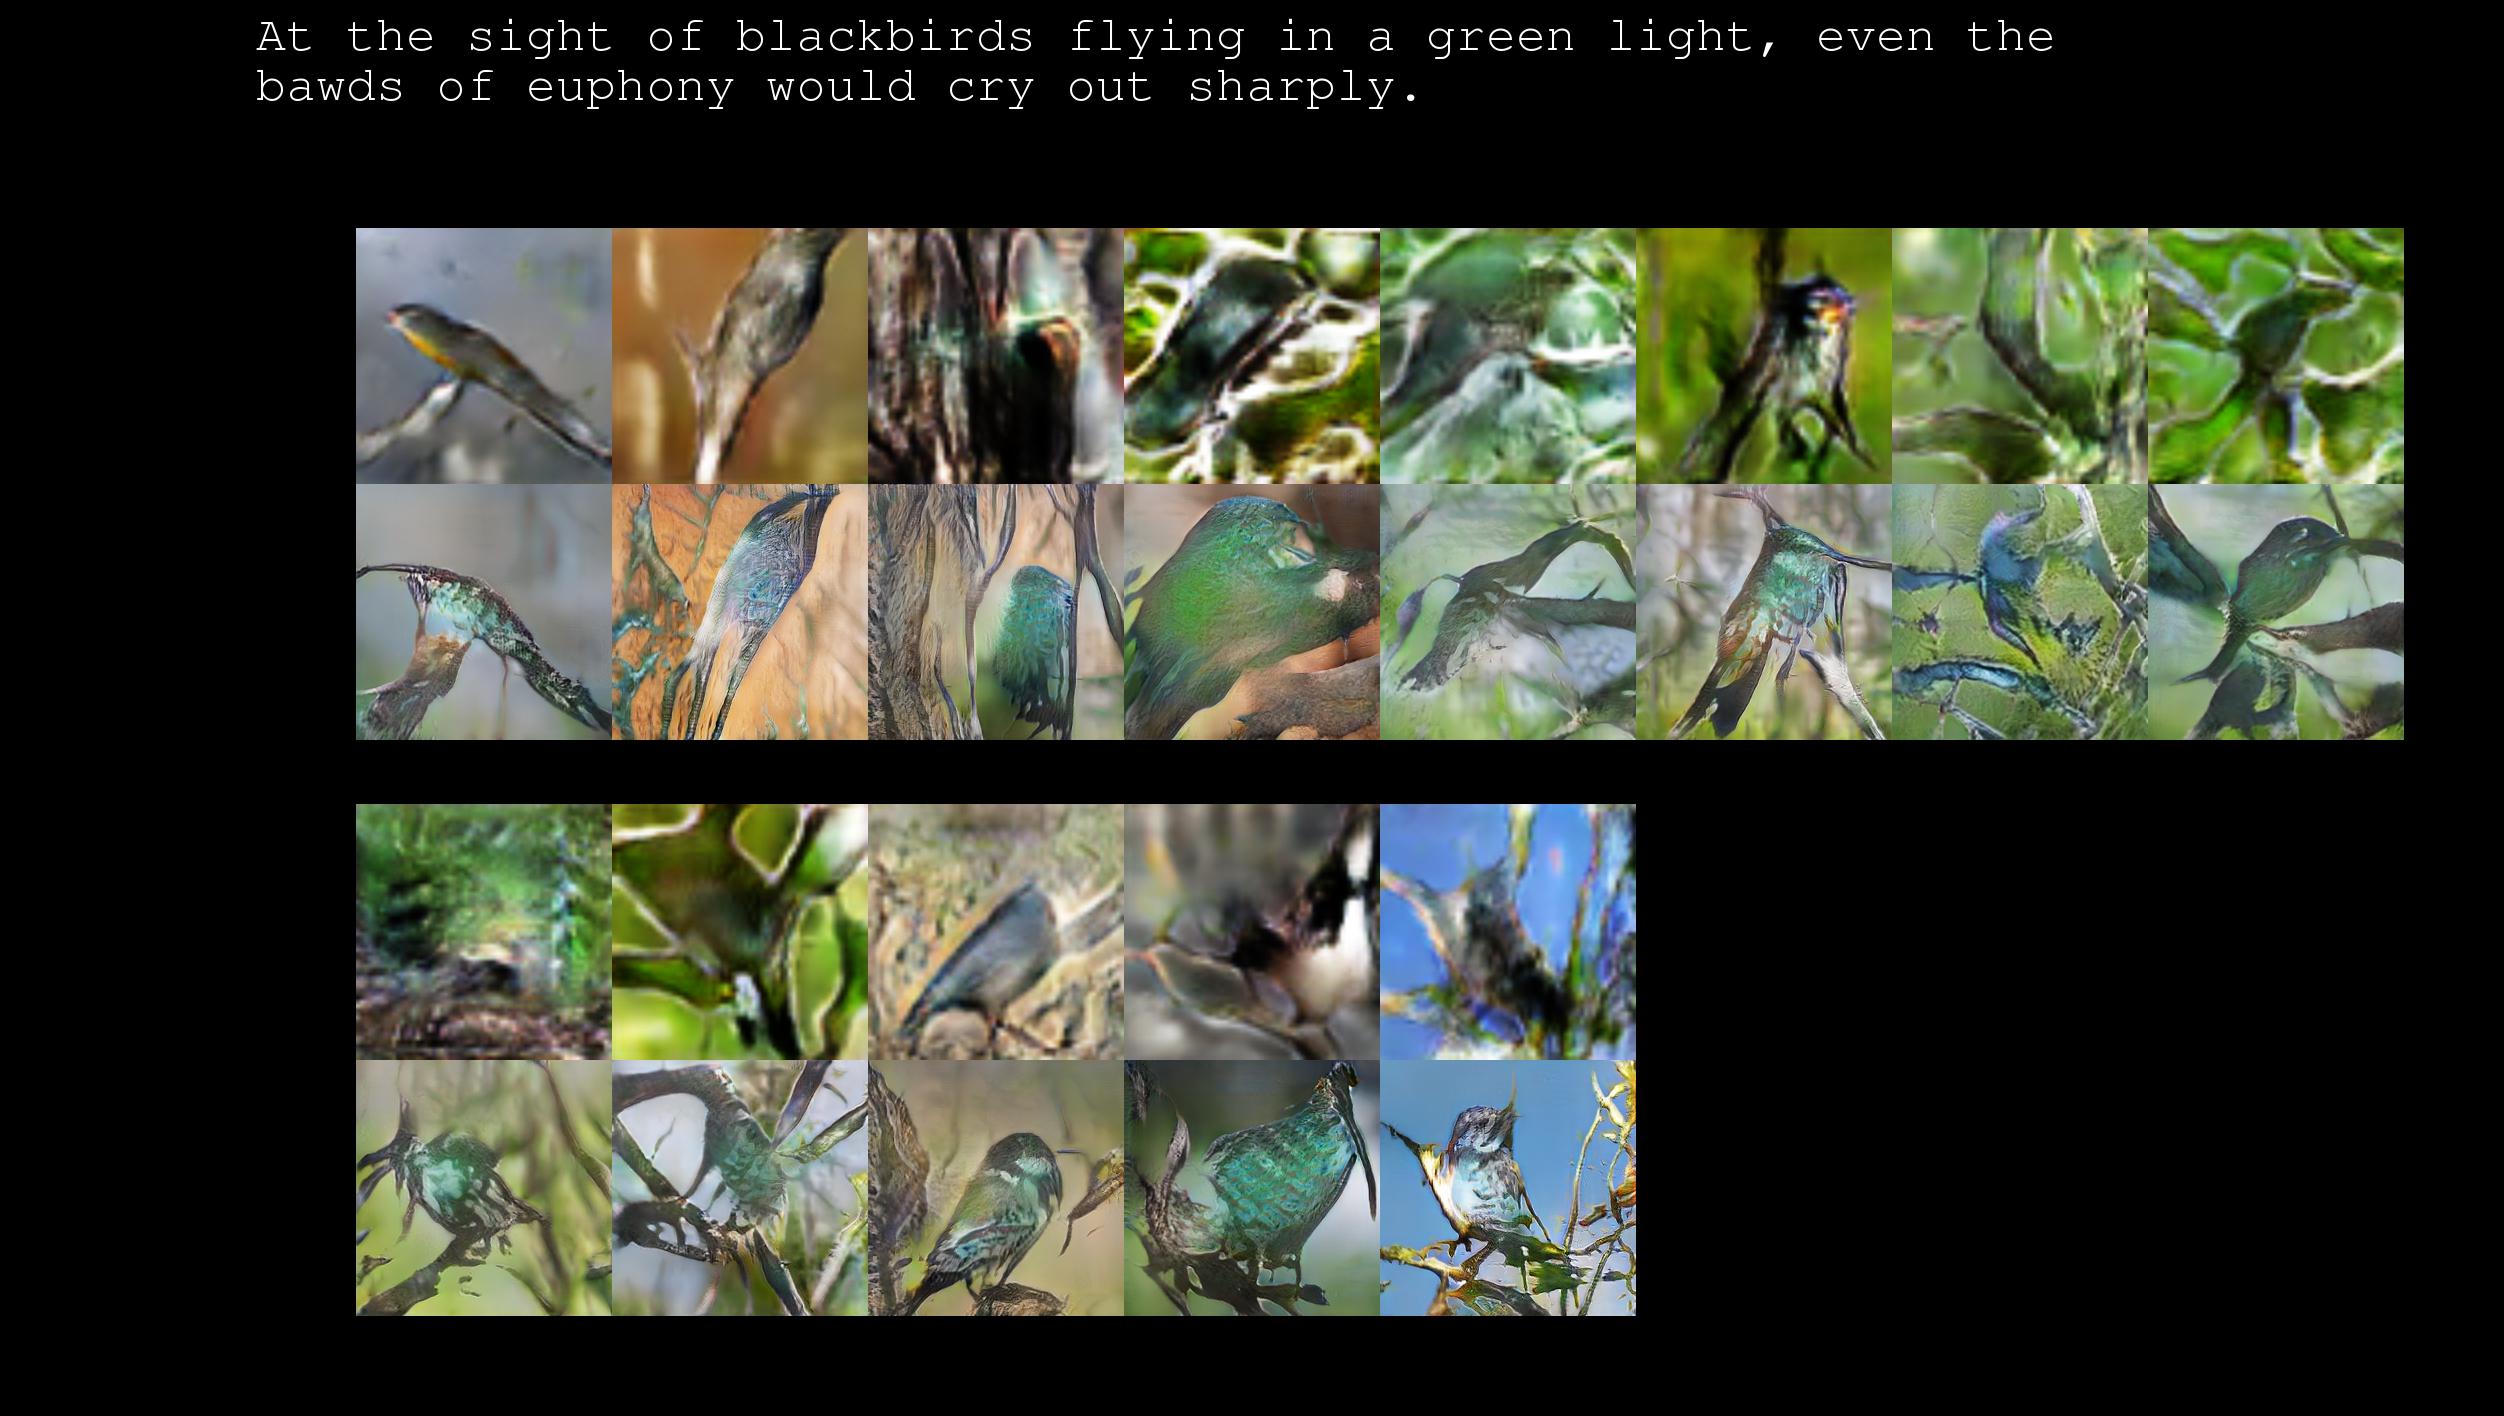 At the sight of blackbirds flying in a green light, even the
bawds of euphony would cry out sharply.